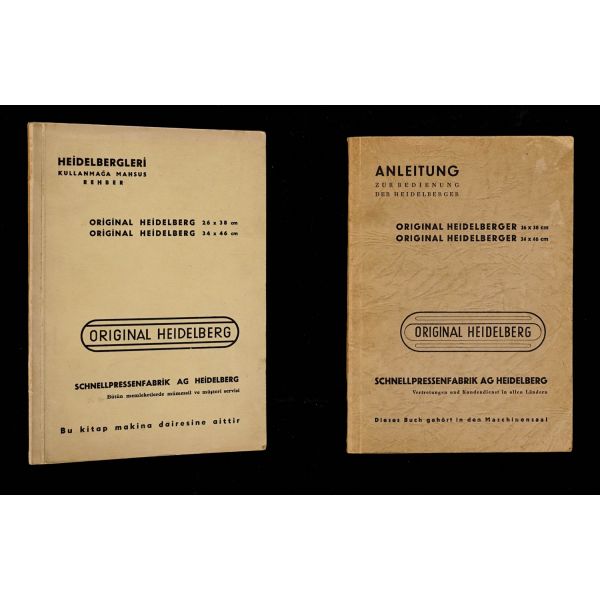 HEİDELBERGLERİ
KULLANMAĞA MAHSUS
REHBER
ORİGİNAL HEİDELBERG 26 x 38 cm
ORİGİNAL HEİDELBERG 34 x 46 cm
ORIGINAL HEIDELBERG
SCHNELLPRESSENFABRİK AG HEİDELBERG
Bütün memleketlerde mümessil ve müşteri servisi
Bu kitap makina dairesine aittir
ANLEITUNG
ZUR BEDIENUNG
DER HEIDELBERGER
ORIGINAL HEIDELBERGER 26 x 38 cm
ORIGINAL HEIDELBERGER 34 x 46 cm
ORIGINAL HEIDELBERG
SCHNELLPRESSENFABRIK AG HEIDELBERG
Vertretungen und Kundendienst in allen Ländern
Dieses Buch gehört in den Maschinensaal